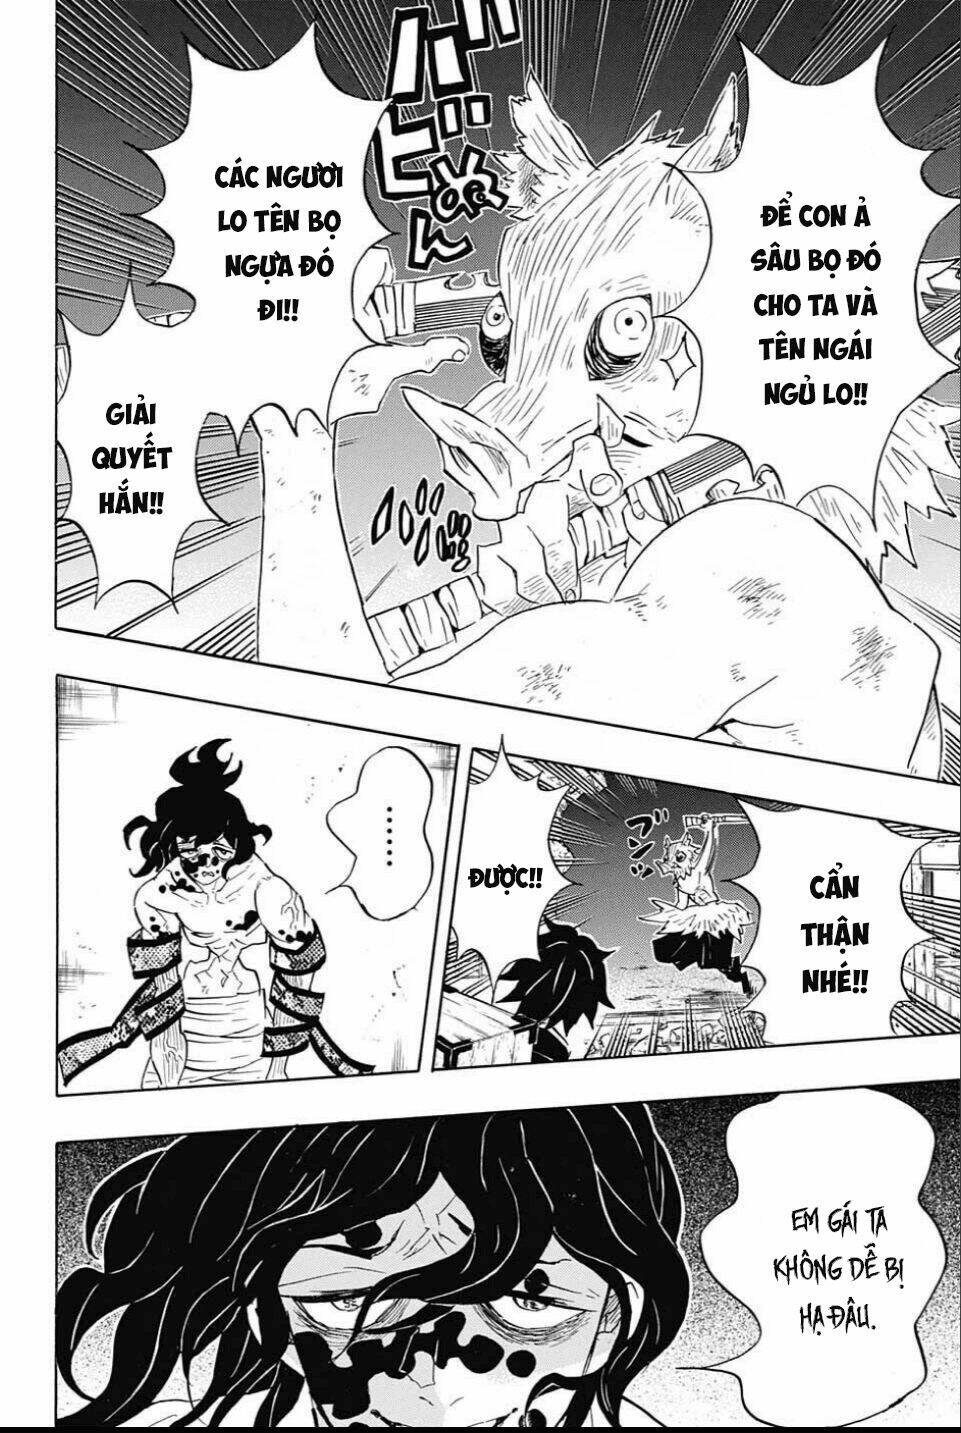 ĐỂ CON Ả
SÂU BỌ ĐÓ
CHO TA VÀ
TÊN NGÁI
NGỦ LO!!
CÁC NGƯƠI
LO TÊN BỌ
NGỰA ĐÓ
ĐI!!
GIẢI
QUYẾT
HẮN!!
CẨN
THẬN
NHÉ!!
ĐƯỢC!!
......
EM GÁI TA
KHÔNG DỄ BỊ
HẠ ĐÂU.